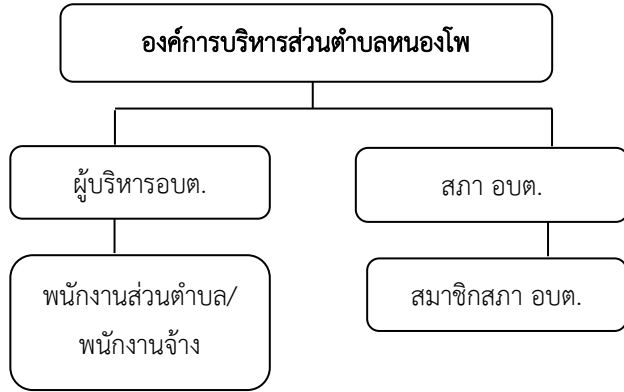 องค์การบริหารส่วนตำบลหนองโพ
ผู้บริหารอบต.
สภา อบต.
พนักงานส่วนตำบล/
พนักงานจ้าง
สมาชิกสภา อบต.